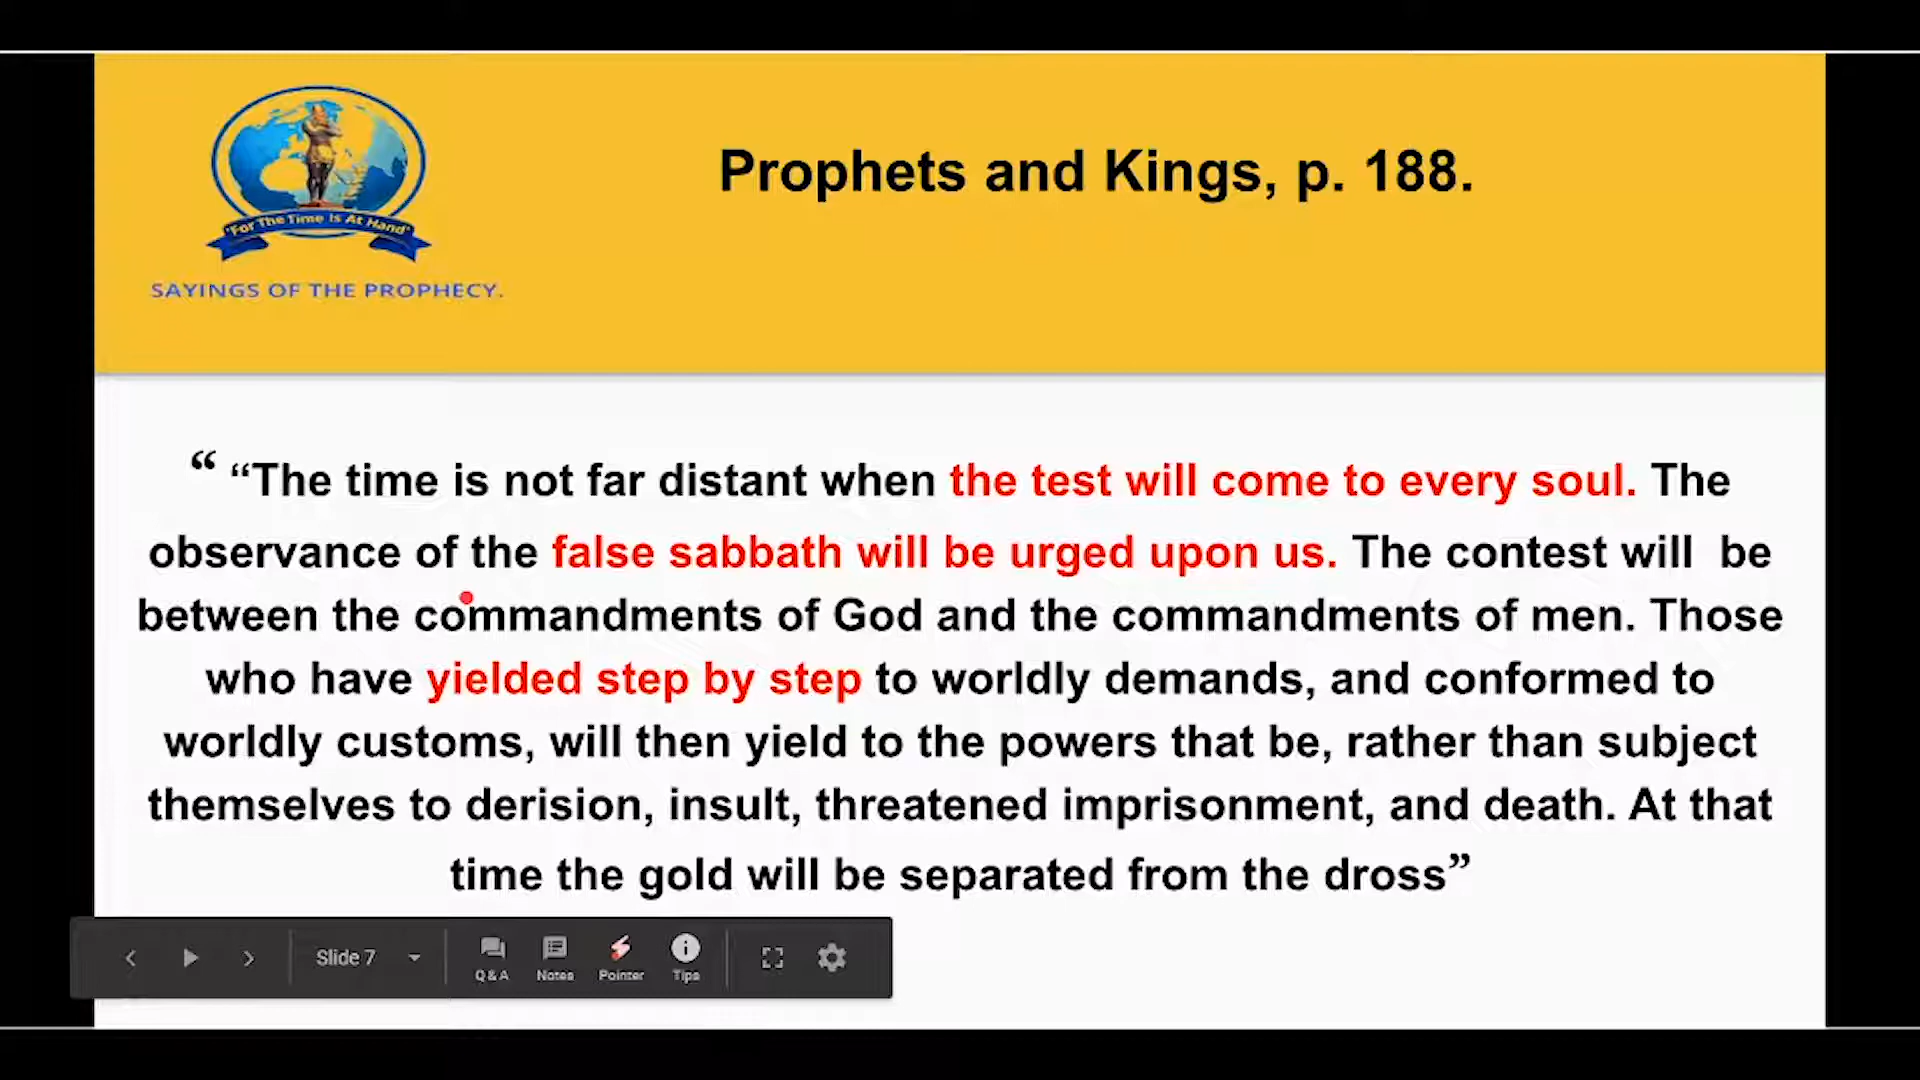 Prophets and Kings, p. 188.
"For The Time Is At Hand"
SAYINGS OF THE PROPHECY.
“ “The time is not far distant when the test will come to every soul. The
observance of the false sabbath will be urged upon us. The contest will be
between the commandments of God and the commandments of men. Those
who have yielded step by step to worldly demands, and conformed to
worldly customs, will then yield to the powers that be, rather than subject
themselves to derision, insult, threatened imprisonment, and death. At that
time the gold will be separated from the dross”
Slide 7
Q & A
Notes
Pointer
Tips